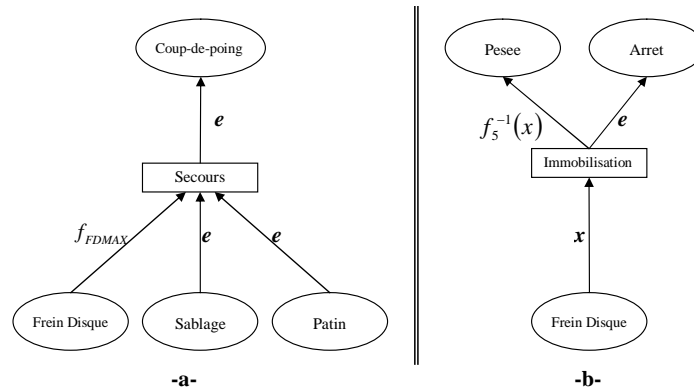 Coup-de-poing
e
Secours
f_FDMAX
e
e
Frein Disque
Sablage
Patin
-a-
Pesee
Arret
f_5^{-1}(x)
e
Immobilisation
x
Frein Disque
-b-